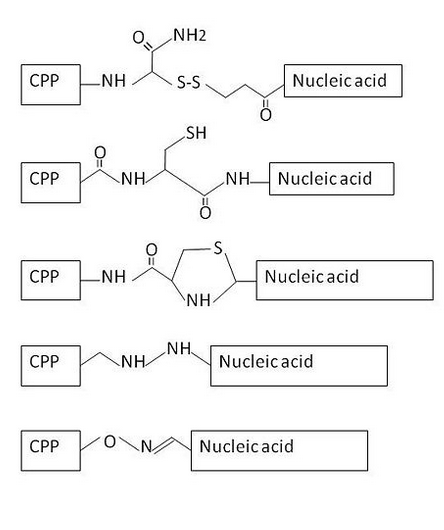 O NH2
CPP NH S-S Nucleic acid
O
SH
O
CPP NH NH Nucleic acid
O
O S
CPP NH Nucleic acid
NH
NH
CPP NH Nucleic acid
CPP O N Nucleic acid